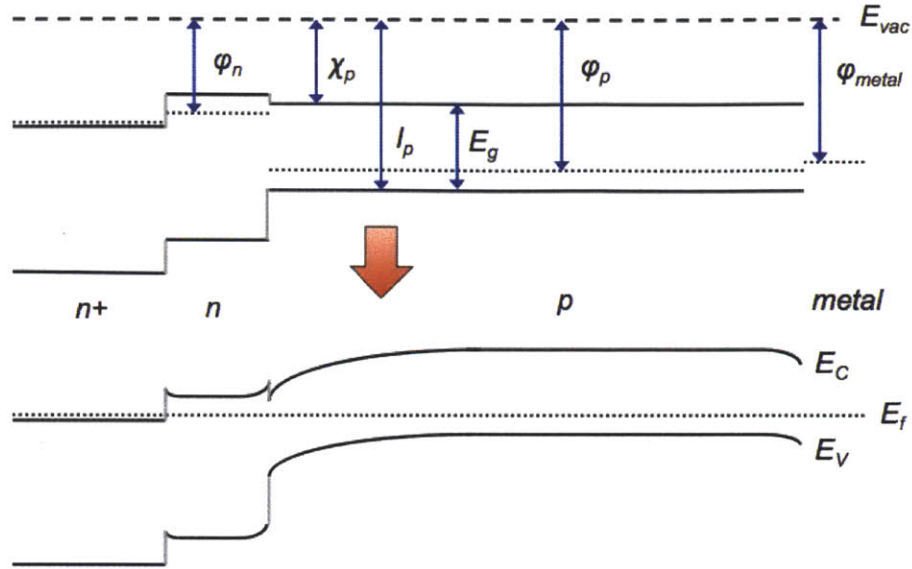 E_vac
φ_n
χ_p
φ_p
φ_metal
I_p
E_g
n+
n
p
metal
E_C
E_f
E_V